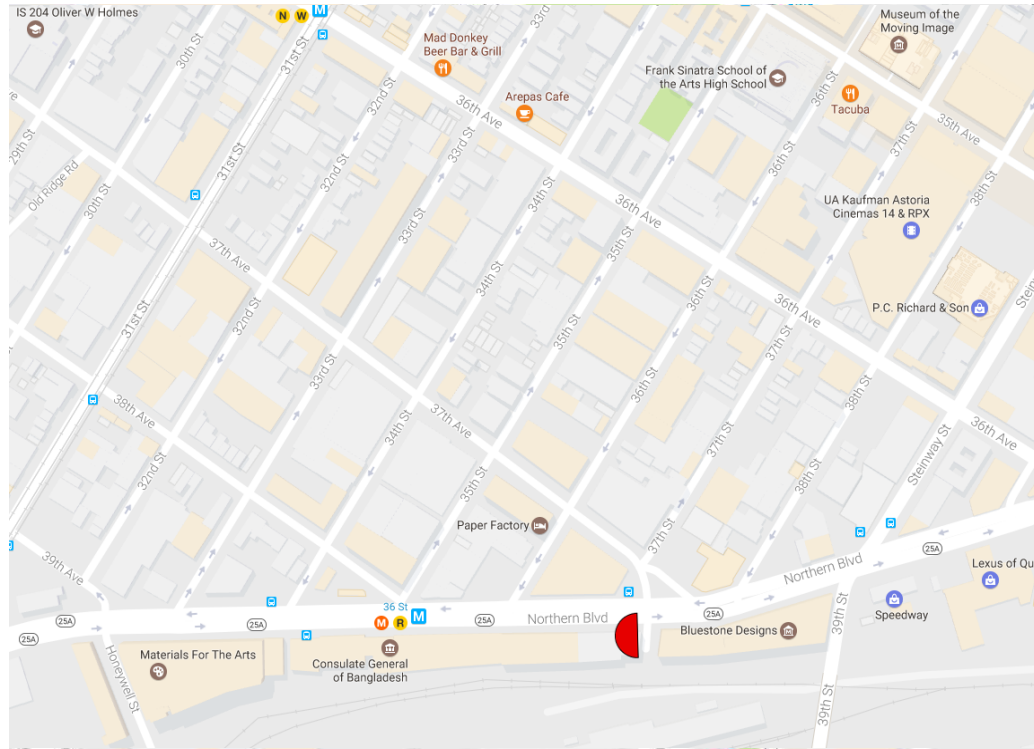 IS 204 Oliver W Holmes
N W M
33rd
Museum of the
Moving Image
30th St
31st St
Mad Donkey
Beer Bar & Grill
32nd St
Frank Sinatra School of
the Arts High School
36th St
Tacuba
36th Ave
Arepas Cafe
35th Ave
29th St
33rd St
37th St
31st St
32nd St
Old Ridge Rd
30th St
38th St
34th St
36th St
36th Ave
UA Kaufman Astoria
Cinemas 14 & RPX
37th Ave
33rd St
35th St
34th St
Stein
31st St
32nd St
36th St
36th Ave
P.C. Richard & Son
35th St
37th St
33rd St
38th St
38th Ave
36th St
37th Ave
34th St
36th Ave
37th St
Steinway St
32nd St
35th St
38th St
Paper Factory
37th St
39th Ave
25A
Northern Blvd
Lexus of Qu
36 St
M R M
25A
25A
25A
Northern Blvd
25A
Speedway
25A
39th St
Bluestone Designs
Honeywell St
Materials For The Arts
Consulate General
of Bangladesh
39th St